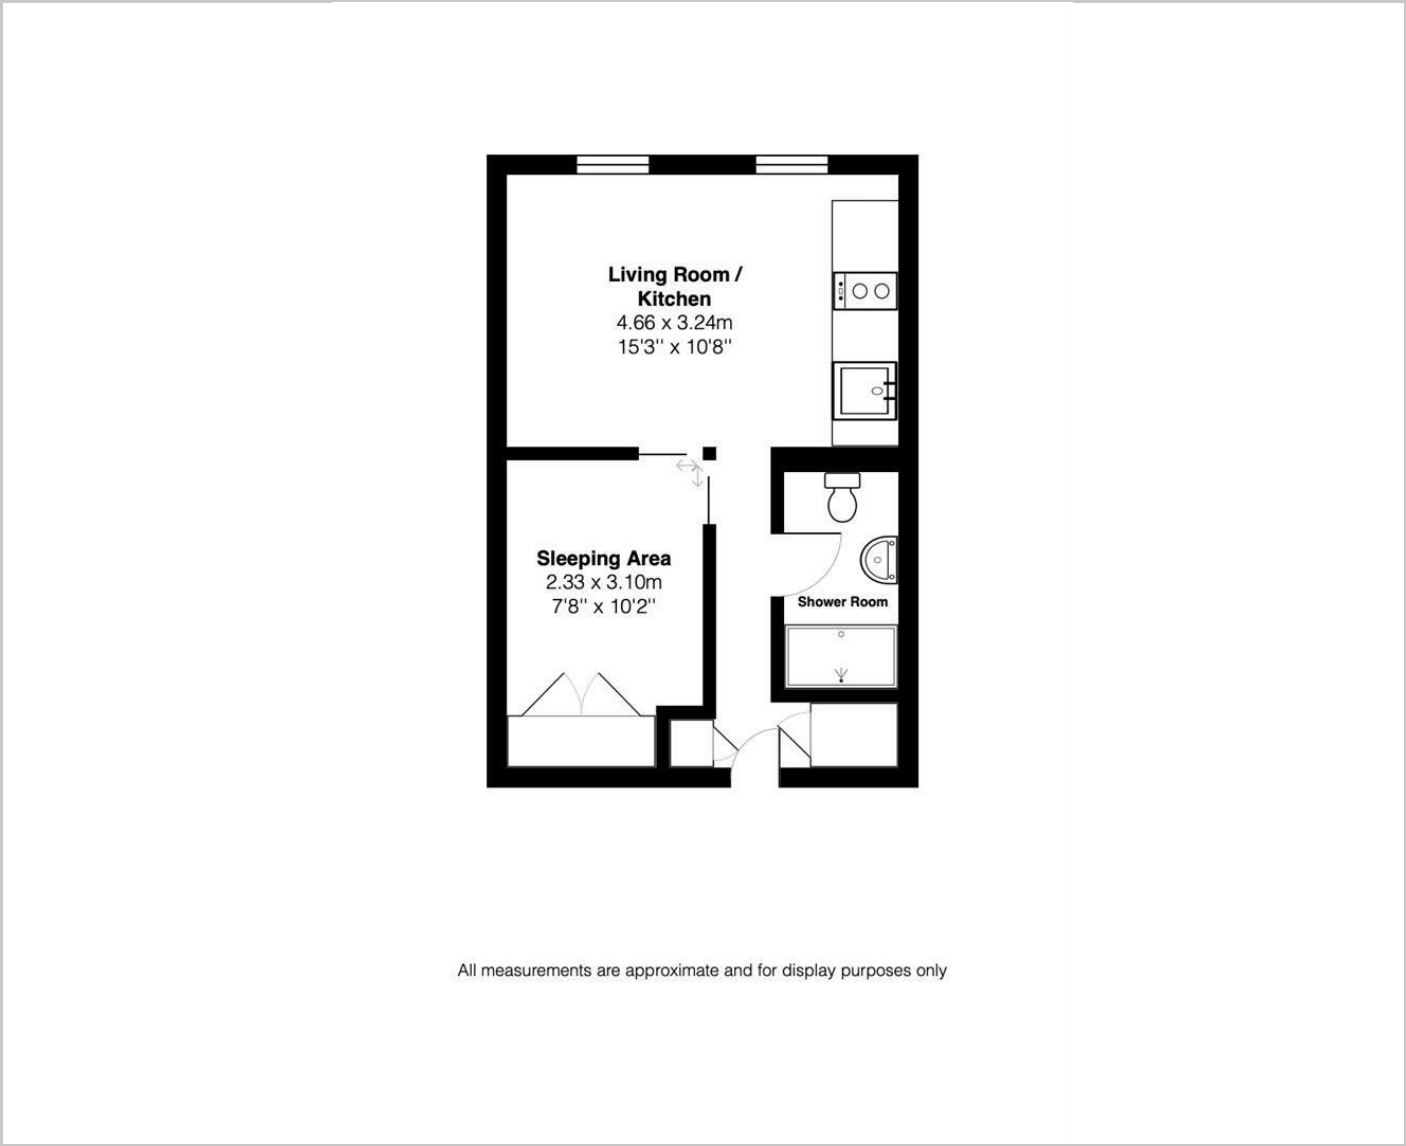 Living Room /
Kitchen
4.66 x 3.24m
15'3'' x 10'8''
Sleeping Area
2.33 x 3.10m
7'8'' x 10'2''
Shower Room
All measurements are approximate and for display purposes only